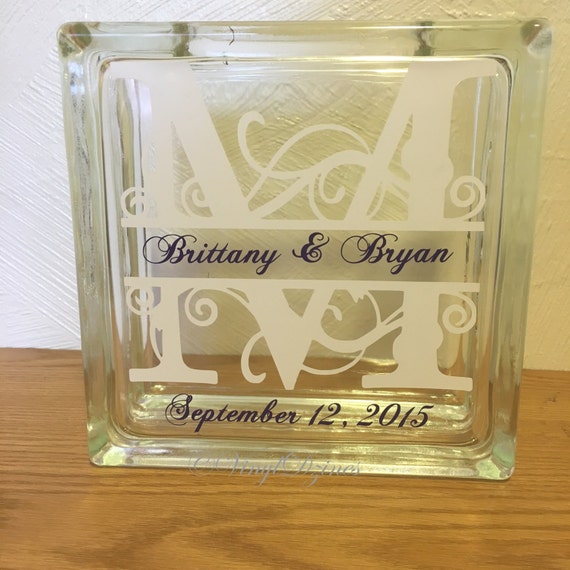 M
Brittany & Bryan
September 12, 2015